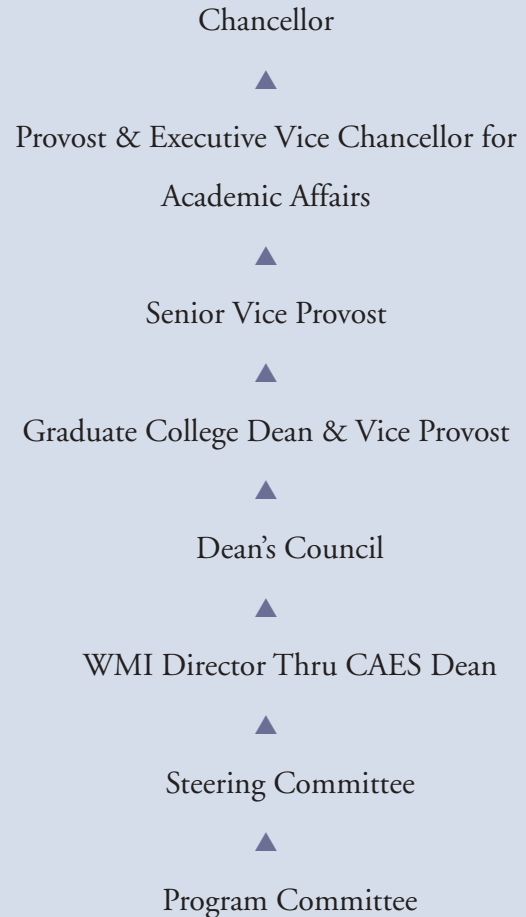 Chancellor
Provost & Executive Vice Chancellor for
Academic Affairs
Senior Vice Provost
Graduate College Dean & Vice Provost
Dean’s Council
WMI Director Thru CAES Dean
Steering Committee
Program Committee